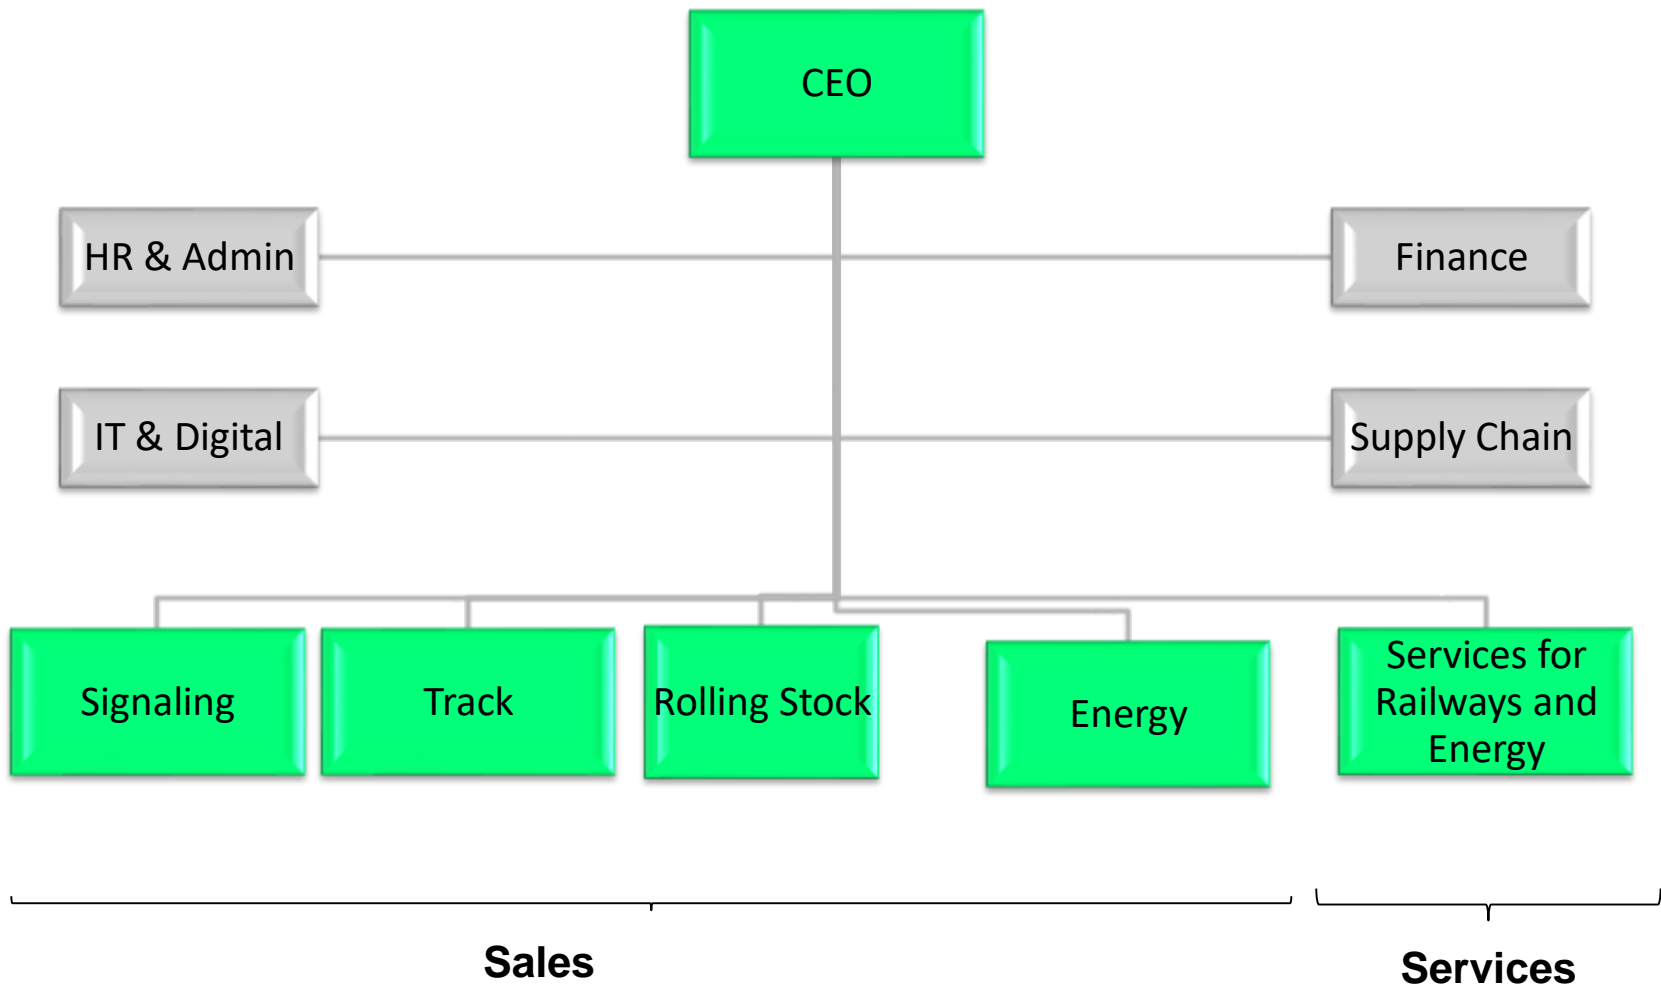 CEO
HR & Admin
Finance
IT & Digital
Supply Chain
Signaling
Track
Rolling Stock
Energy
Services for
Railways and
Energy
Sales
Services